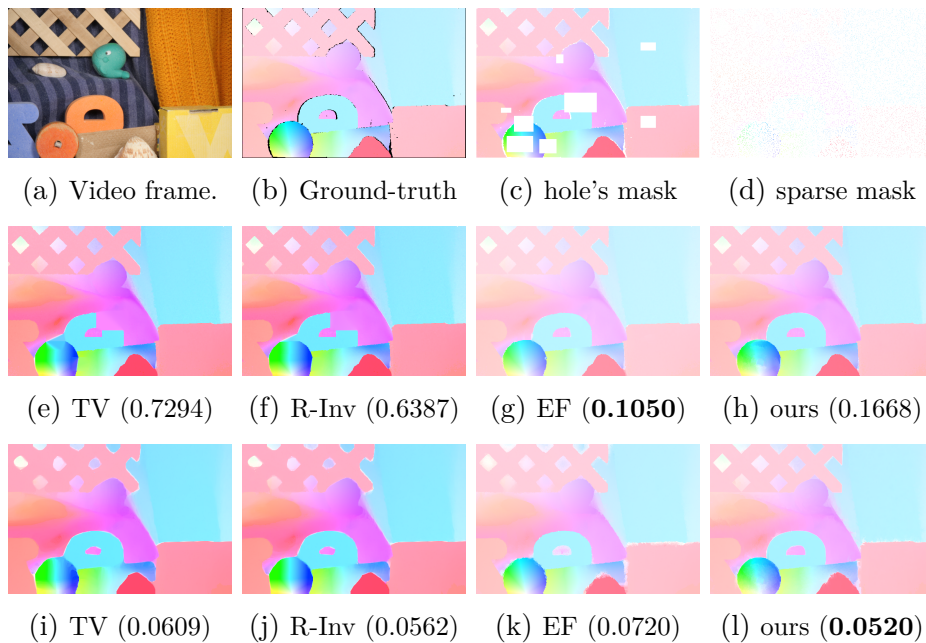 (a) Video frame.
(b) Ground-truth
(c) hole's mask
(d) sparse mask
(e) TV (0.7294)
(f) R-Inv (0.6387)
(g) EF (0.1050)
(h) ours (0.1668)
(i) TV (0.0609)
(j) R-Inv (0.0562)
(k) EF (0.0720)
(l) ours (0.0520)